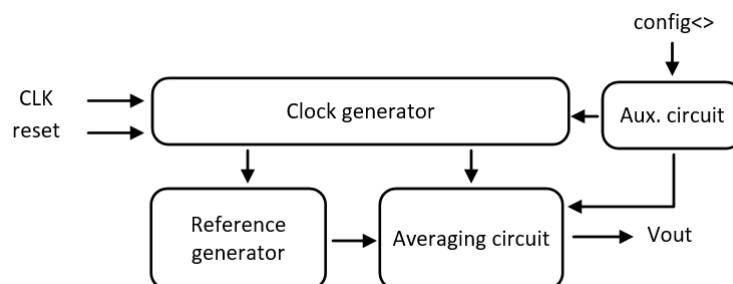 config<>
CLK
reset
Clock generator
Aux. circuit
Reference
generator
Averaging circuit
Vout